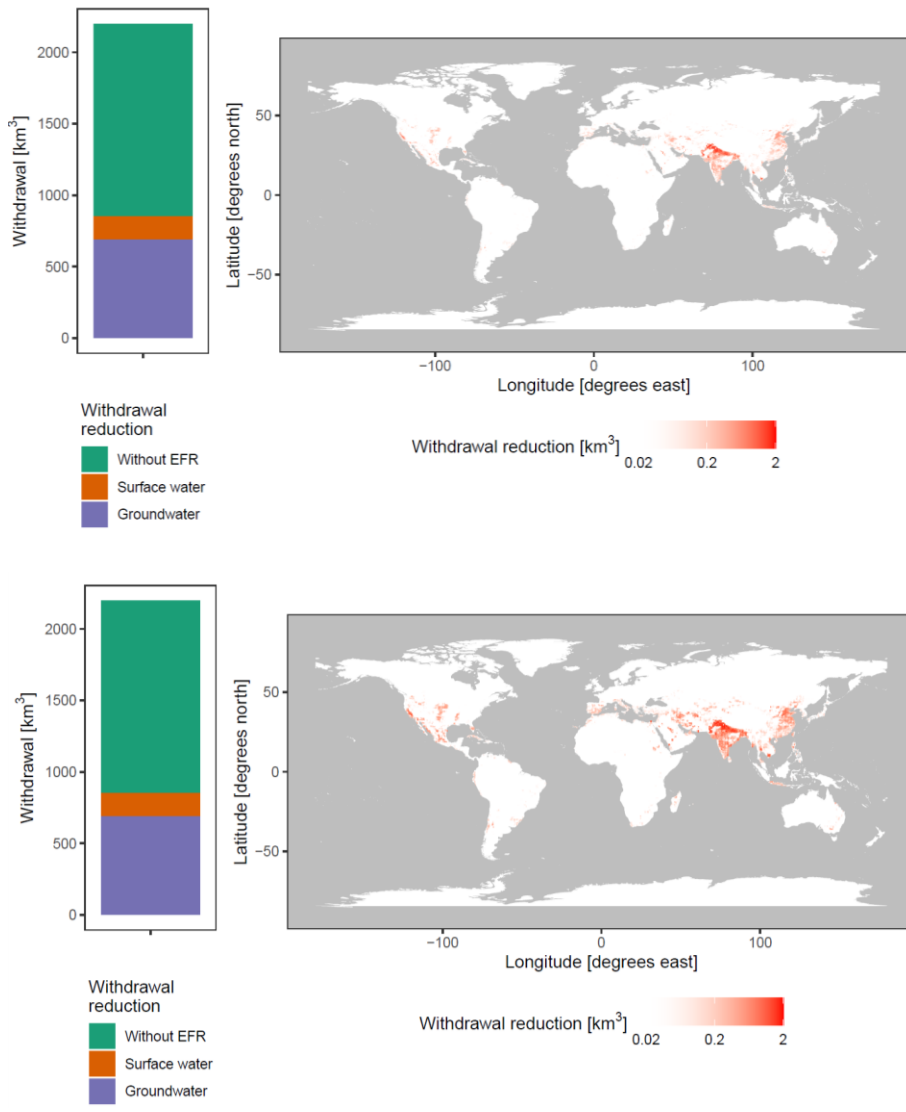 2000
1500
1000
500
0
Withdrawal [km³]
50
0
−50
Latitude [degrees north]
−100
0
100
Longitude [degrees east]
Withdrawal
reduction
Without EFR
Surface water
Groundwater
Withdrawal reduction [km³]
0.02
0.2
2
2000
1500
1000
500
0
Withdrawal [km³]
50
0
−50
Latitude [degrees north]
−100
0
100
Longitude [degrees east]
Withdrawal
reduction
Without EFR
Surface water
Groundwater
Withdrawal reduction [km³]
0.02
0.2
2